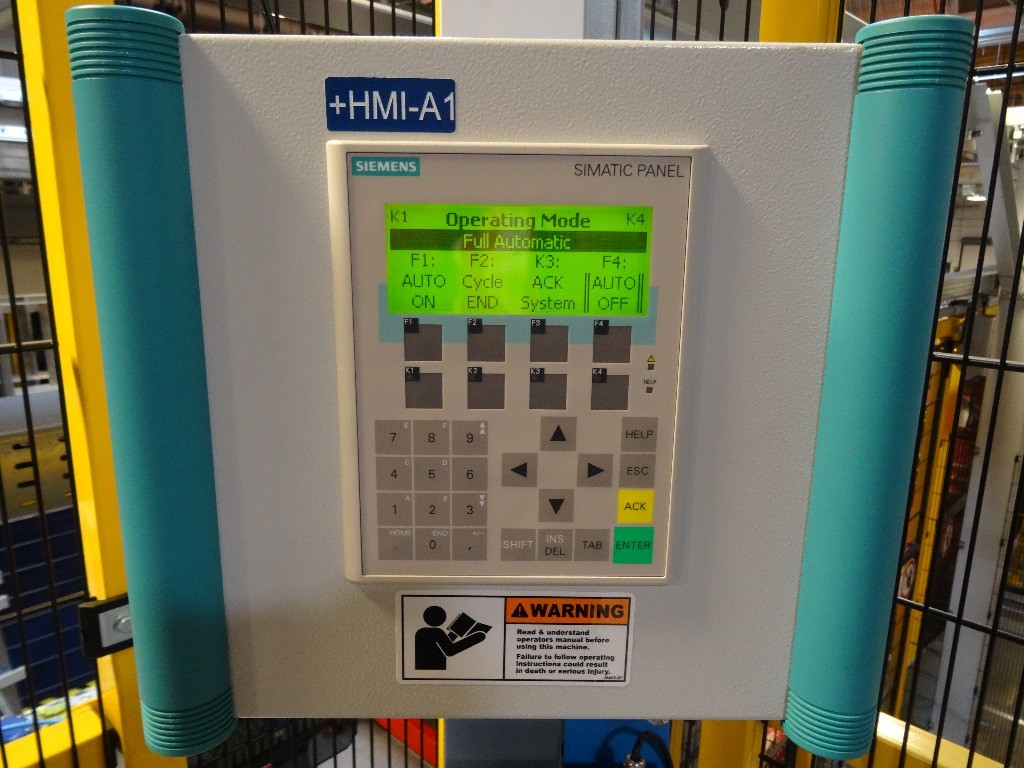 +HMI-A1
SIEMENS
SIMATIC PANEL
K1 Operating Mode K4
Full Automatic
F1: F2: K3: F4:
AUTO Cycle ACK AUTO
ON END System OFF
F1 F2 F3 F4
K1 K2 K3 K4
HELP
7 E 8 F 9
HELP
4 C 5 D 6
ESC
1 A 2 B 3
ACK
HOME . END 0 +/- ,
SHIFT INS DEL TAB ENTER
WARNING
Read & understand
operators manual before
using this machine.
Failure to follow operating
instructions could result
in death or serious injury.